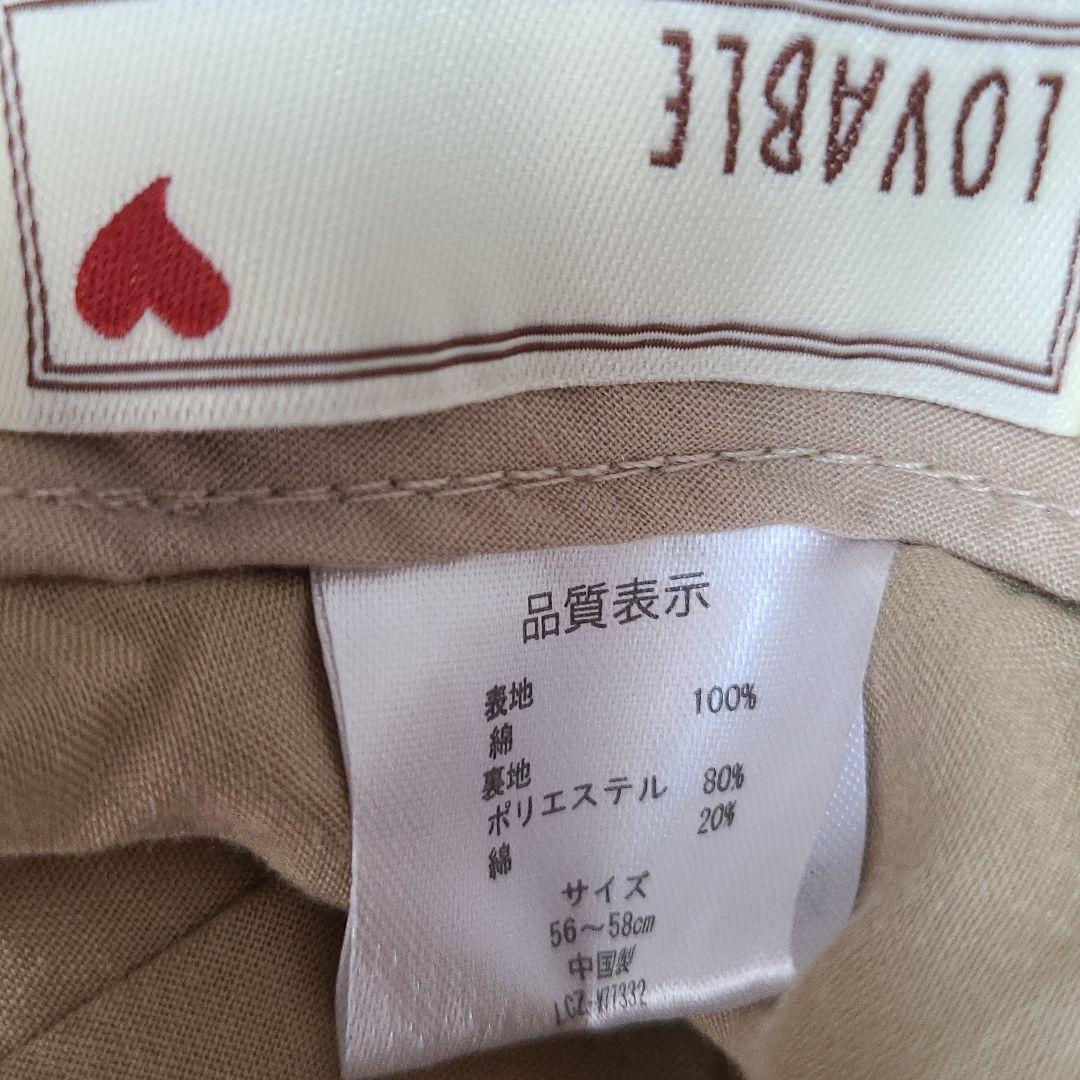 LOVABLE
品質表示
表地
綿 100%
裏地
ポリエステル 80%
綿 20%
サイズ
56～58cm
中国製